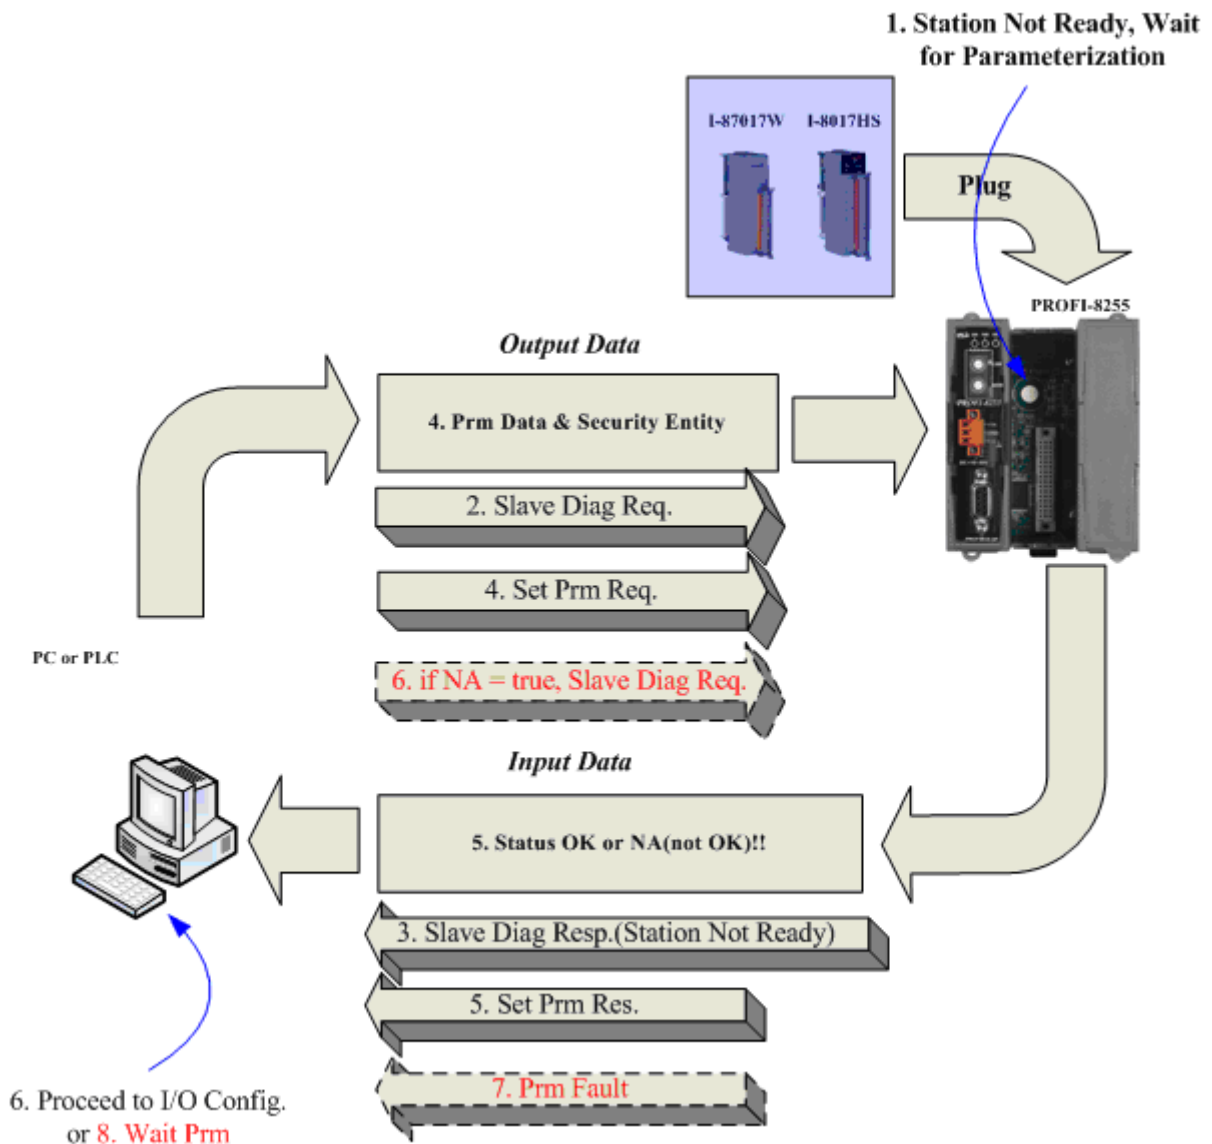 1. Station Not Ready, Wait
for Parameterization
I-87017W
I-8017HS
Plug
PROFI-8255
Output Data
4. Prm Data & Security Entity
2. Slave Diag Req.
4. Set Prm Req.
PC or PLC
6. if NA = true, Slave Diag Req.
Input Data
5. Status OK or NA(not OK)!!
3. Slave Diag Resp.(Station Not Ready)
5. Set Prm Res.
7. Prm Fault
6. Proceed to I/O Config.
or 8. Wait Prm